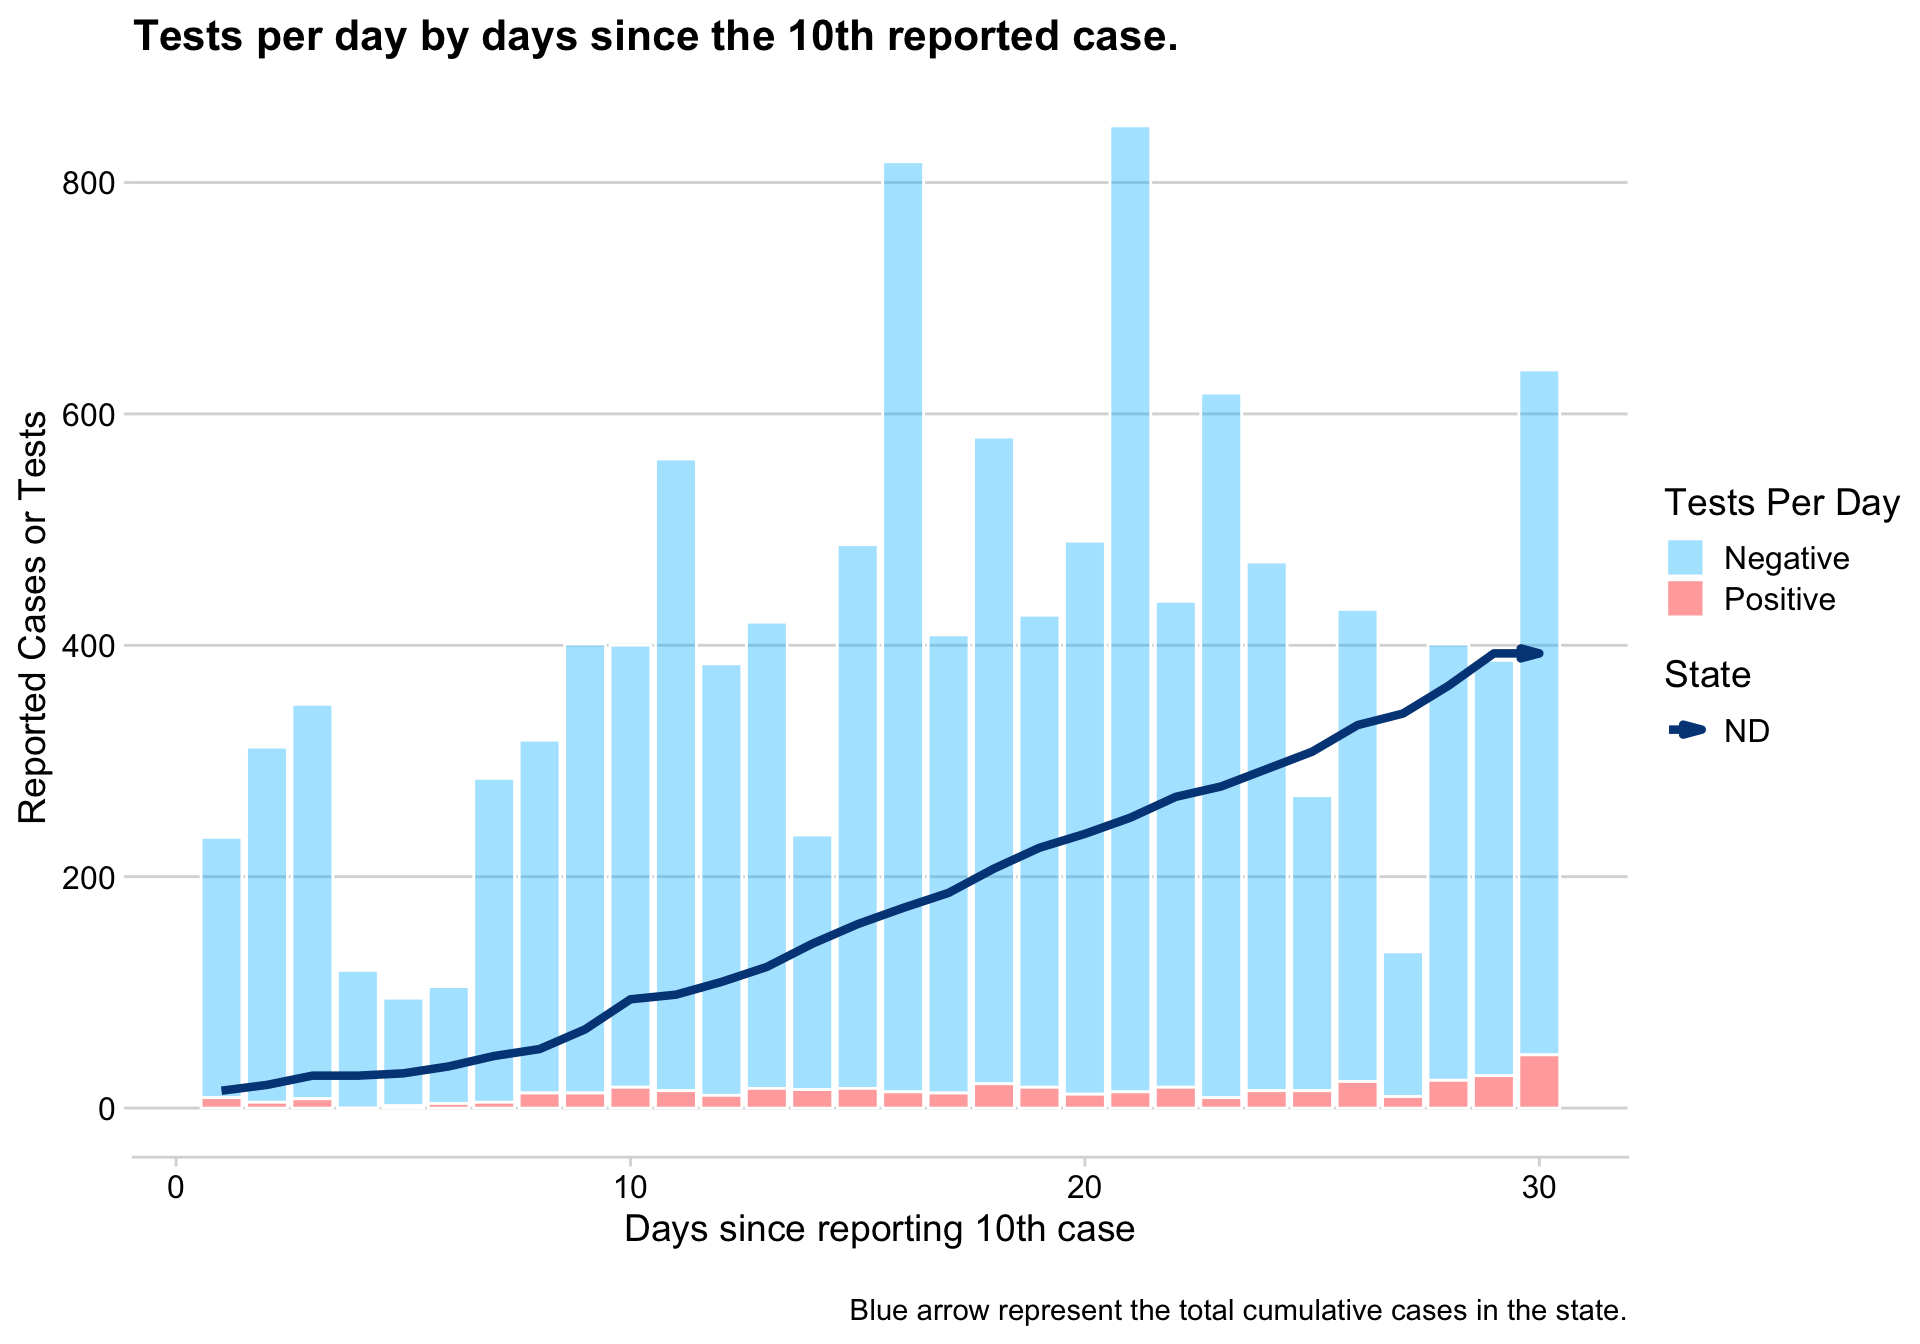 Tests per day by days since the 10th reported case.
Reported Cases or Tests
800
600
400
200
0
0 10 20 30
Days since reporting 10th case
Tests Per Day
Negative
Positive
State
ND
Blue arrow represent the total cumulative cases in the state.